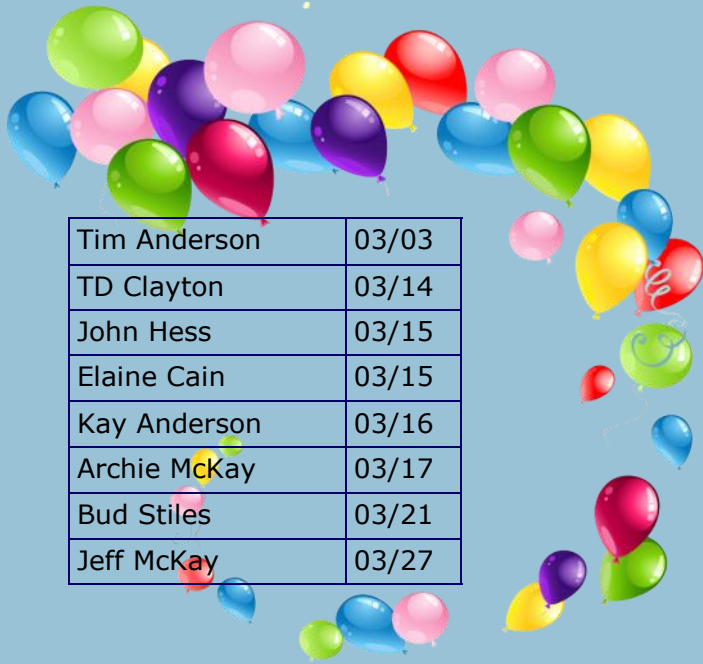 Tim Anderson 03/03
TD Clayton 03/14
John Hess 03/15
Elaine Cain 03/15
Kay Anderson 03/16
Archie McKay 03/17
Bud Stiles 03/21
Jeff McKay 03/27